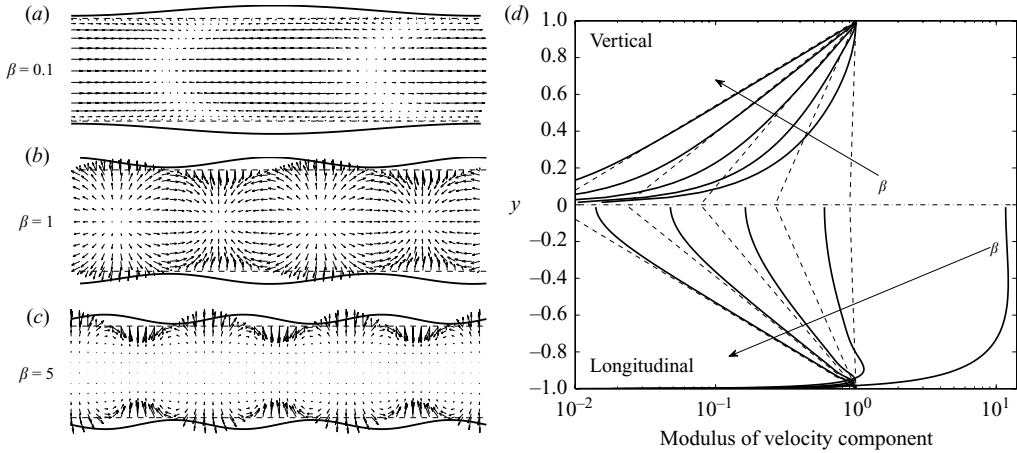 (a)
β = 0.1
(b)
β = 1
(c)
β = 5
(d)
Vertical
β
β
Longitudinal
y
1.0
0.8
0.6
0.4
0.2
0
−0.2
−0.4
−0.6
−0.8
−1.0
10⁻²
10⁻¹
10⁰
10¹
Modulus of velocity component